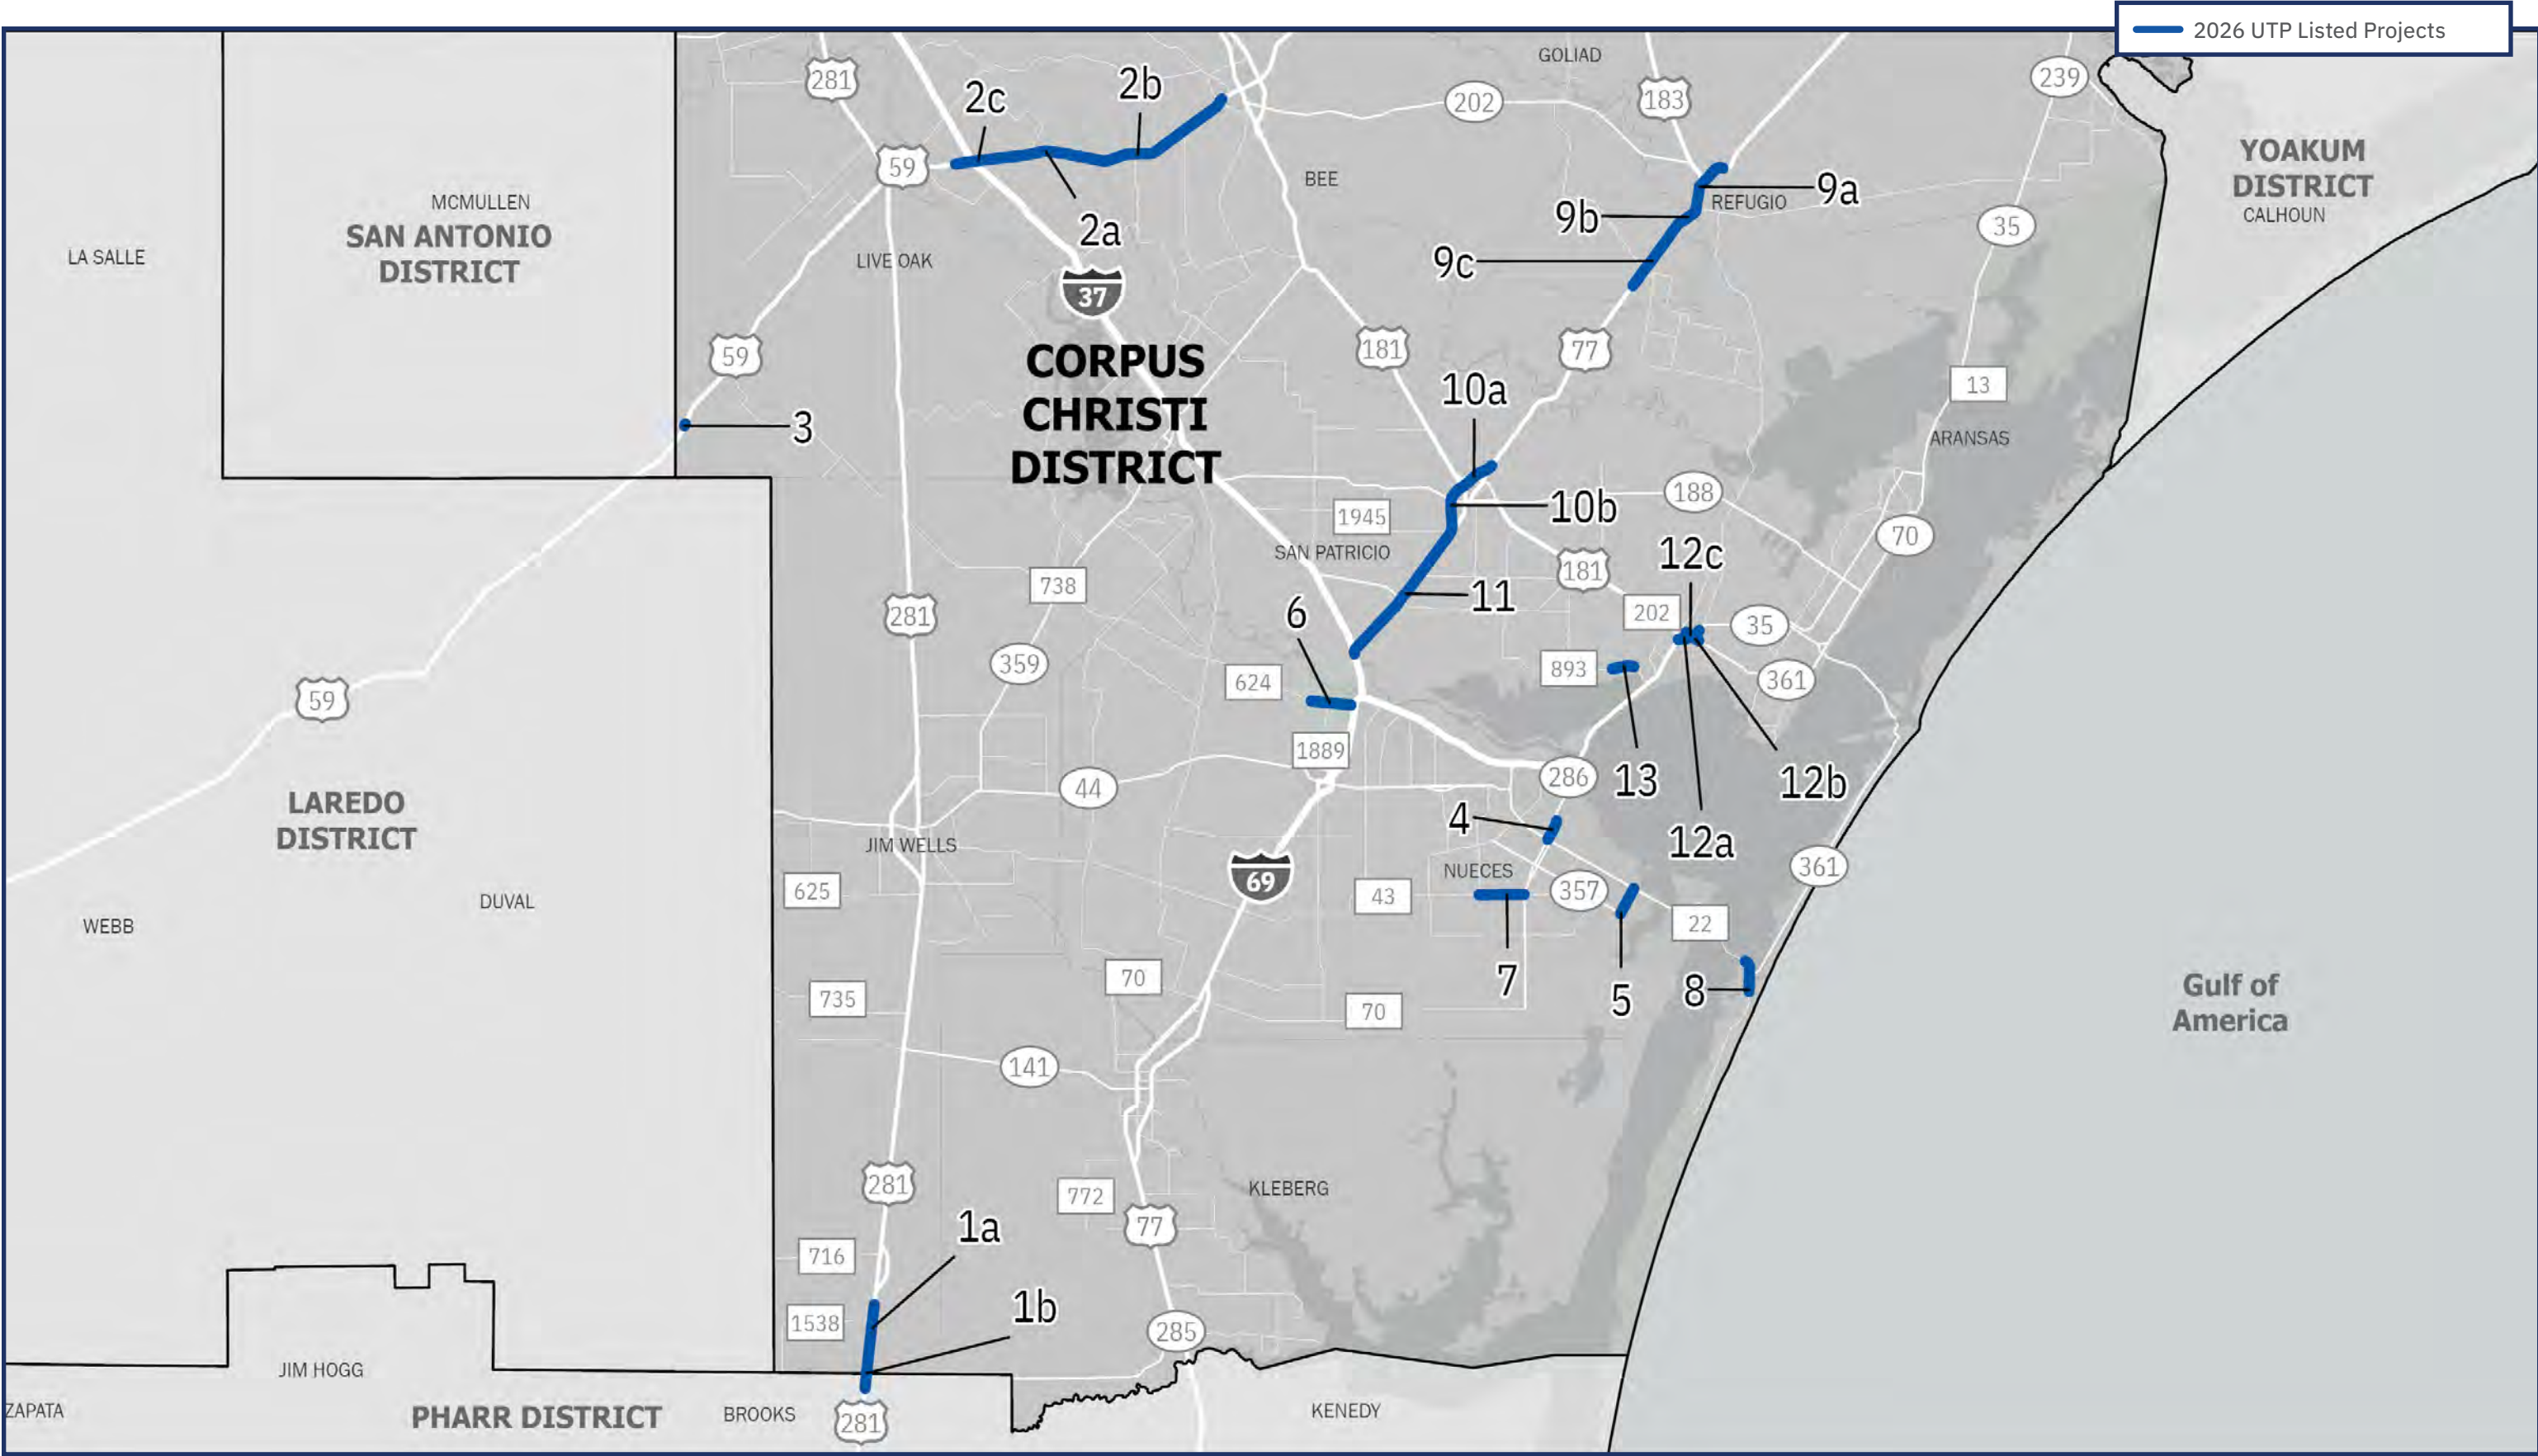 2026 UTP Listed Projects
281
2c
2b
GOLIAD
202
183
239
59
2a
MCMULLEN
SAN ANTONIO
DISTRICT
LA SALLE
LIVE OAK
BEE
9a
9b
REFUGIO
9c
YOAKUM
DISTRICT
CALHOUN
35
37
59
CORPUS
CHRISTI
DISTRICT
181
77
10a
13
ARANSAS
3
1945
10b
188
70
SAN PATRICIO
738
281
181
12c
11
202
35
6
359
624
893
361
59
1889
44
286
13
12b
12a
LAREDO
DISTRICT
JIM WELLS
4
361
69
NUECES
625
43
357
DUVAL
WEBB
22
70
735
70
7
5
8
Gulf of
America
141
281
772
KLEBERG
77
716
1a
1538
1b
285
JIM HOGG
ZAPATA
PHARR DISTRICT
BROOKS
281
KENEDY